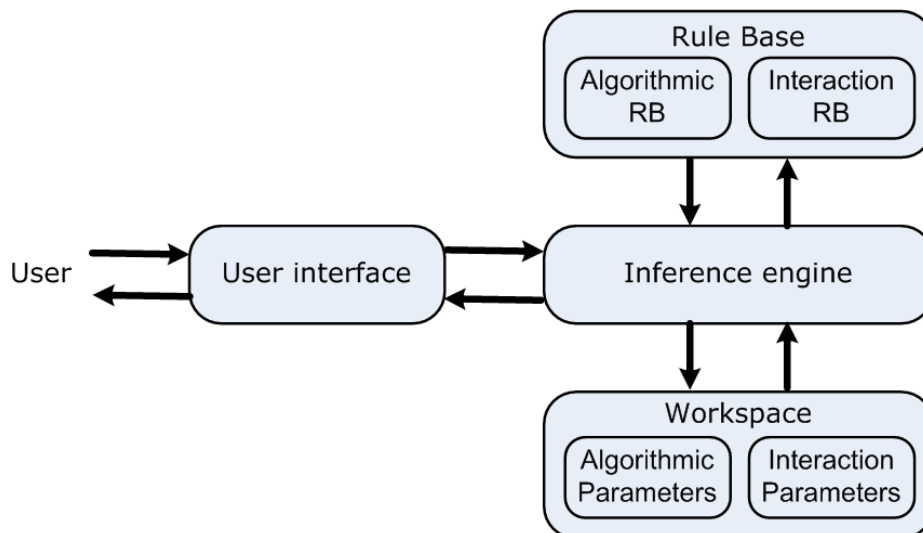 Rule Base
Algorithmic
RB
Interaction
RB
User
User interface
Inference engine
Workspace
Algorithmic
Parameters
Interaction
Parameters